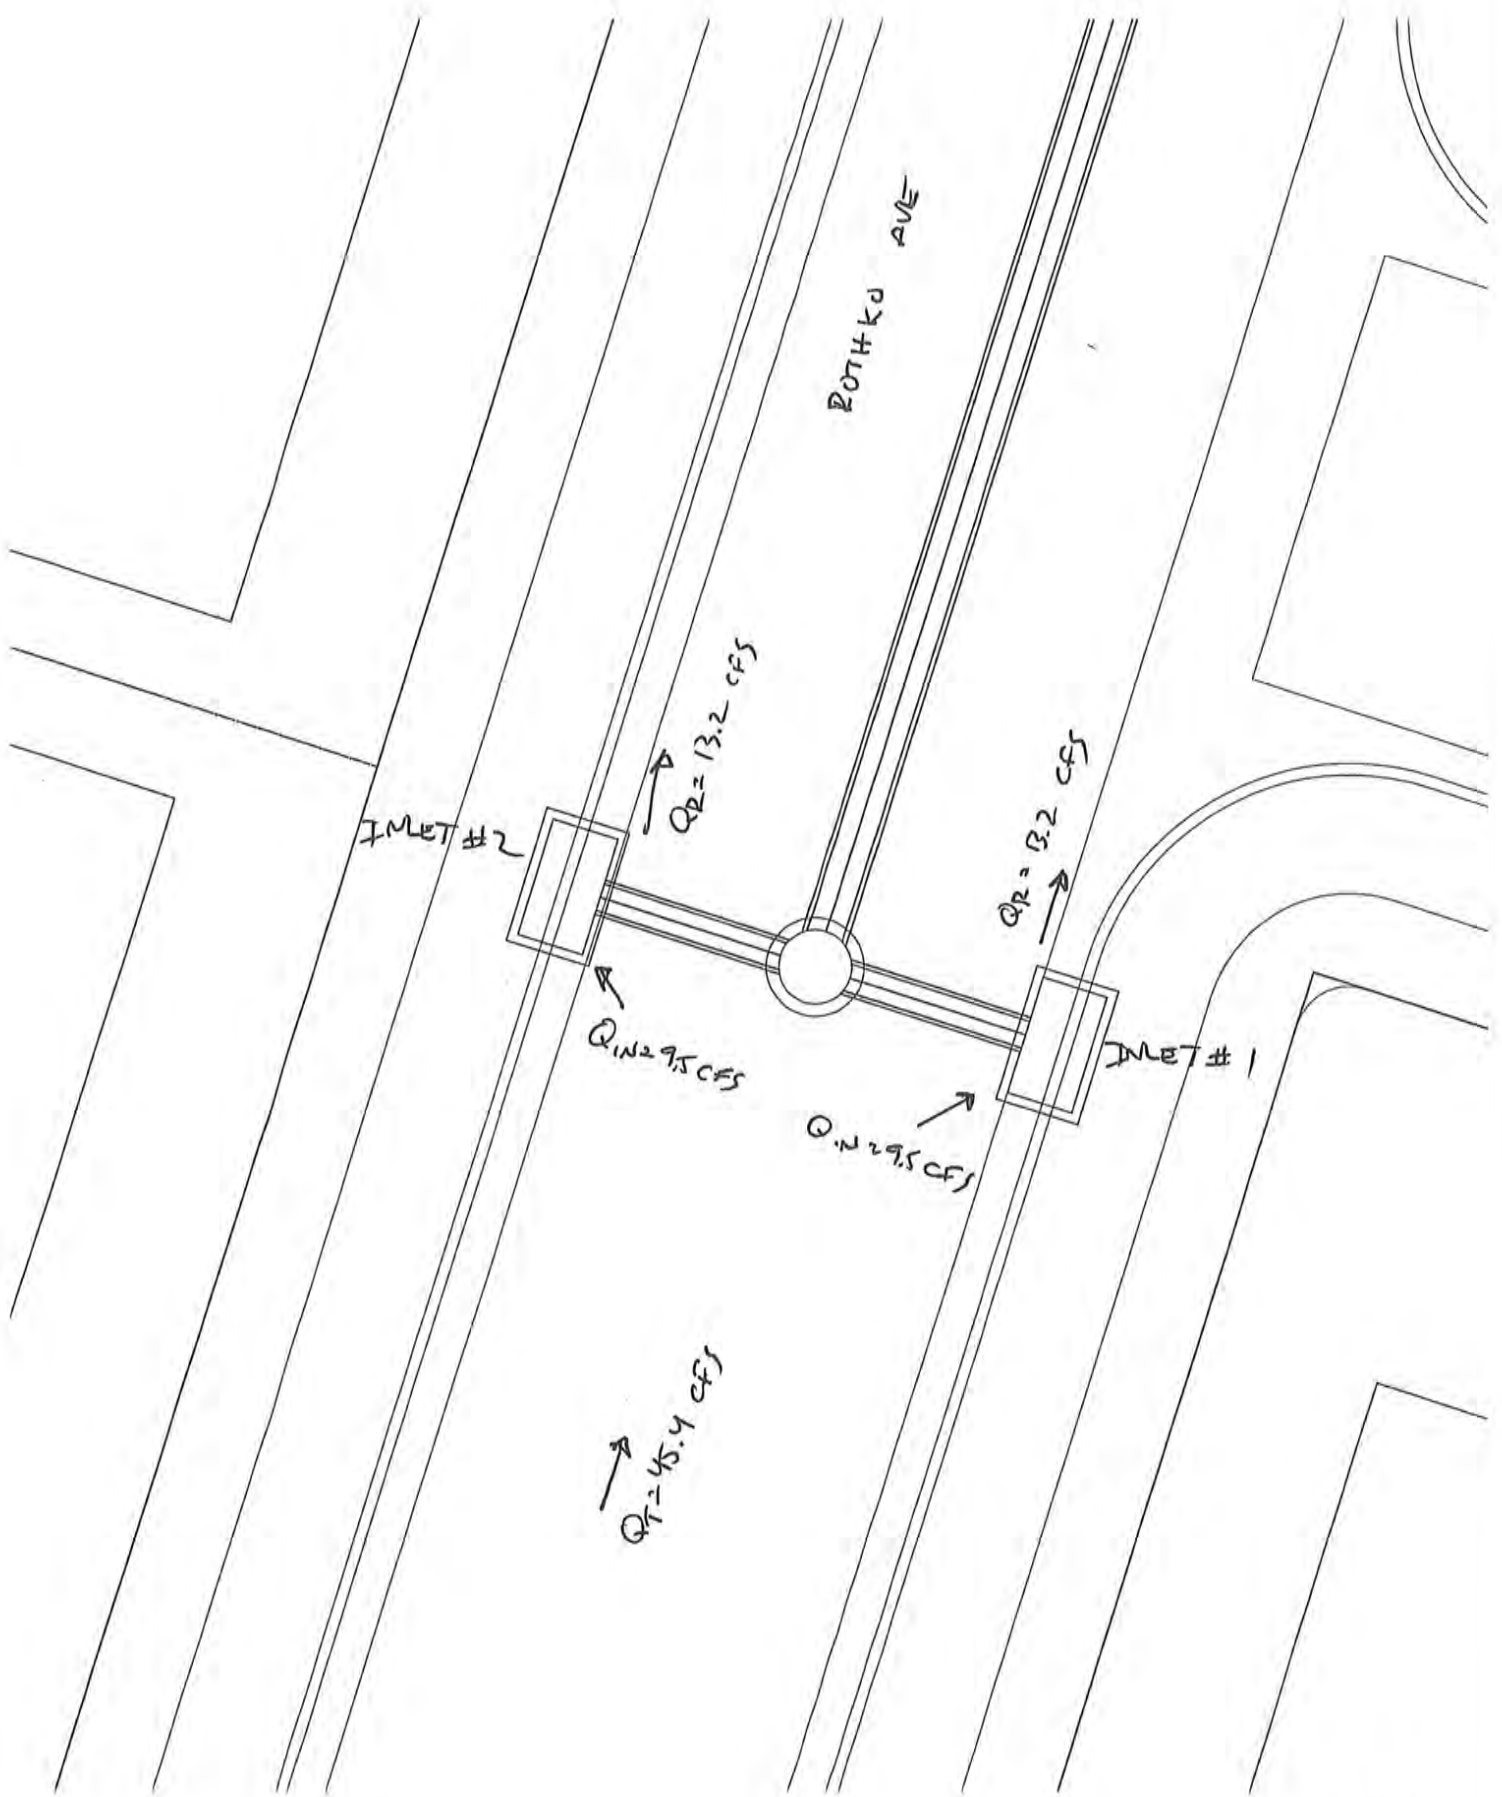 ROTHKO AVE
QR = 13.2 CFS
INLET #2
QR = 13.2 CFS
QIN = 9.5 CFS
INLET # 1
QIN = 9.5 CFS
QT = 45.4 CFS